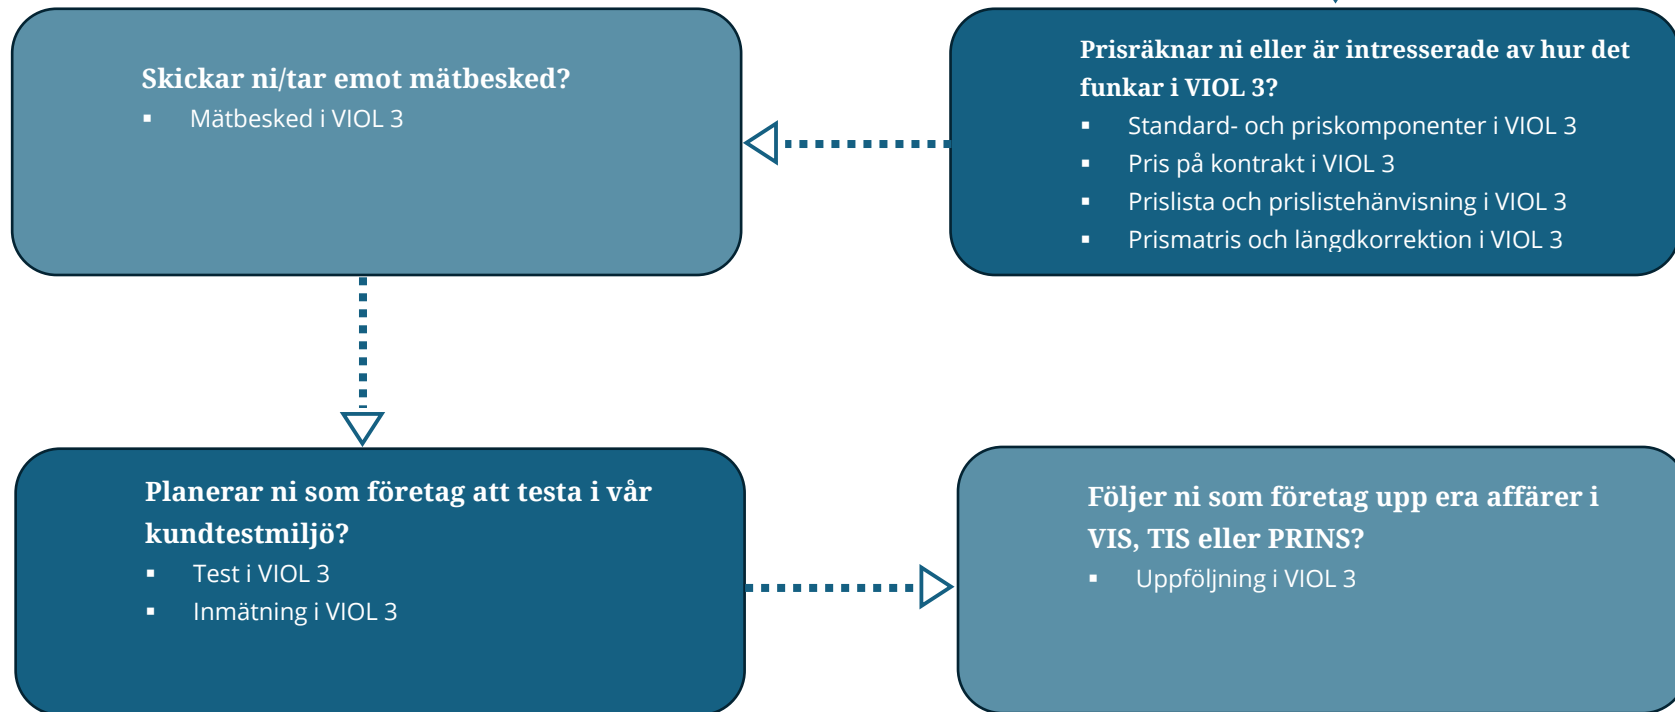 Skickar ni/tar emot mätbesked?
▪ Mätbesked i VIOL 3
Prisräknar ni eller är intresserade av hur det
funkar i VIOL 3?
▪ Standard- och priskomponenter i VIOL 3
▪ Pris på kontrakt i VIOL 3
▪ Prislista och prislistehänvisning i VIOL 3
▪ Prismatris och längdkorrektion i VIOL 3
Planerar ni som företag att testa i vår
kundtestmiljö?
▪ Test i VIOL 3
▪ Inmätning i VIOL 3
Följer ni som företag upp era affärer i
VIS, TIS eller PRINS?
▪ Uppföljning i VIOL 3